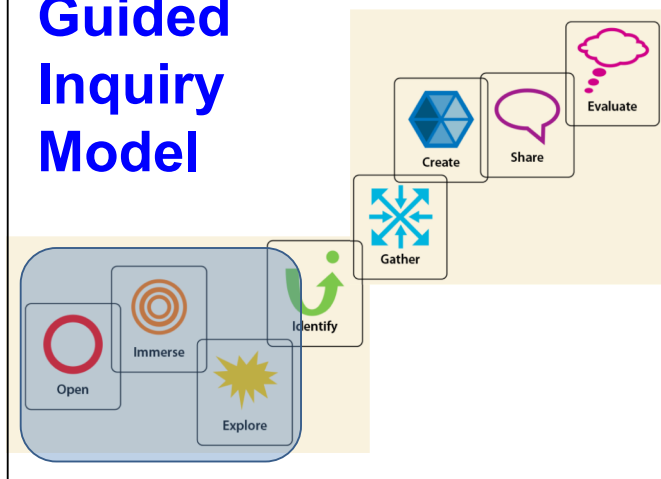 Guided
Inquiry
Model
Open
Immerse
Explore
Identify
Gather
Create
Share
Evaluate